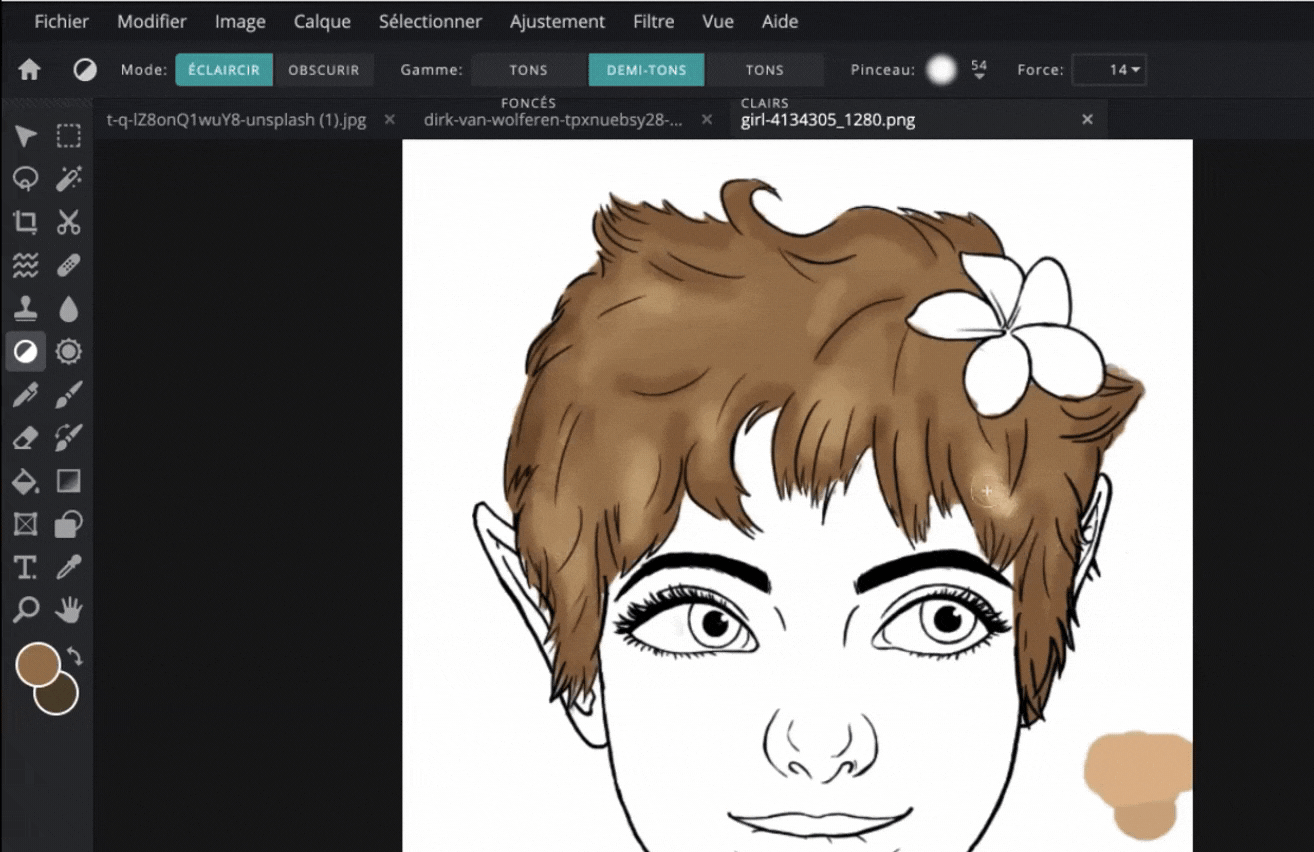 Fichier Modifier Image Calque Sélectionner Ajustement Filtre Vue Aide
Mode: ÉCLAIRCIR OBSCURIR Gamme: TONS FONCÉS DEMI-TONS TONS CLAIRS Pinceau: 54 Force: 14
t-q-IZ8onQ1wuY8-unsplash (1).jpg dirk-van-wolferen-tpxnuebsy28-... girl-4134305_1280.png